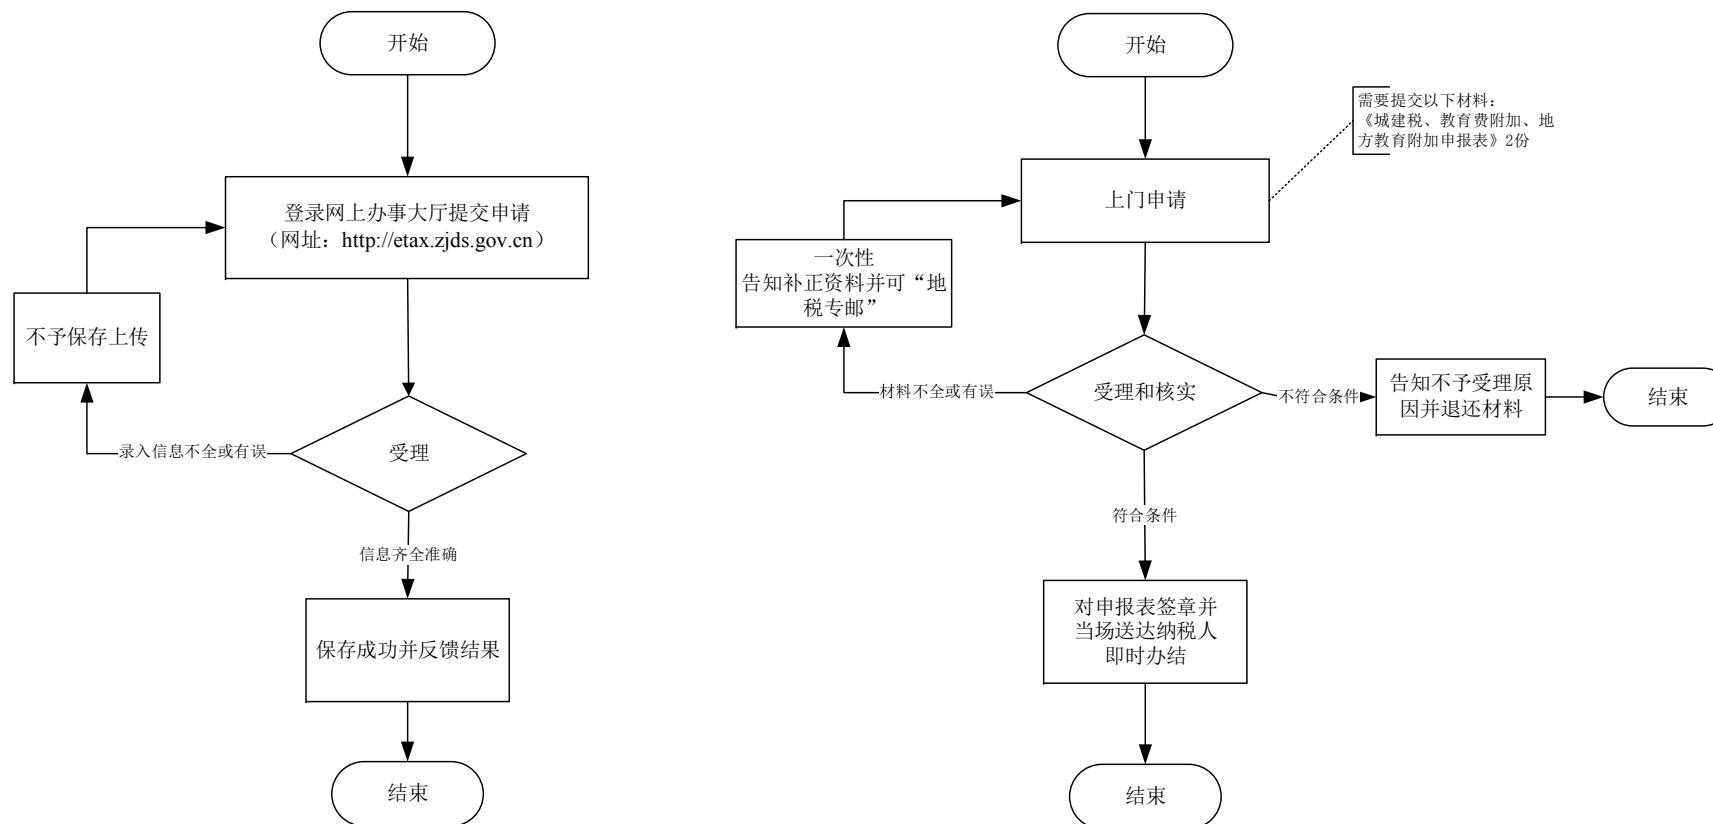 开始
登录网上办事大厅提交申请
（网址：http://etax.zjds.gov.cn）
不予保存上传
受理
录入信息不全或有误
信息齐全准确
保存成功并反馈结果
结束
开始
需要提交以下材料：
《城建税、教育费附加、地
方教育附加申报表》2份
上门申请
一次性
告知补正资料并可“地
税专邮”
材料不全或有误
受理和核实
不符合条件
告知不予受理原
因并退还材料
结束
符合条件
对申报表签章并
当场送达纳税人
即时办结
结束